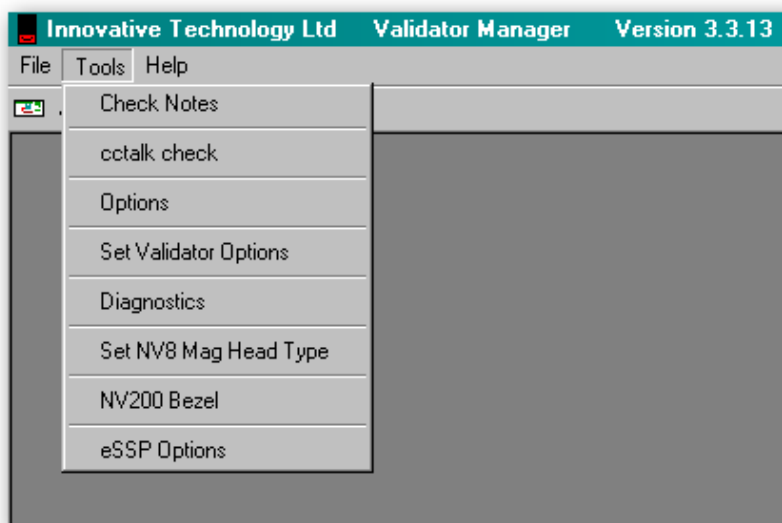 Innovative Technology Ltd Validator Manager Version 3.3.13
File Tools Help
Check Notes
cctalk check
Options
Set Validator Options
Diagnostics
Set NV8 Mag Head Type
NV200 Bezel
eSSP Options